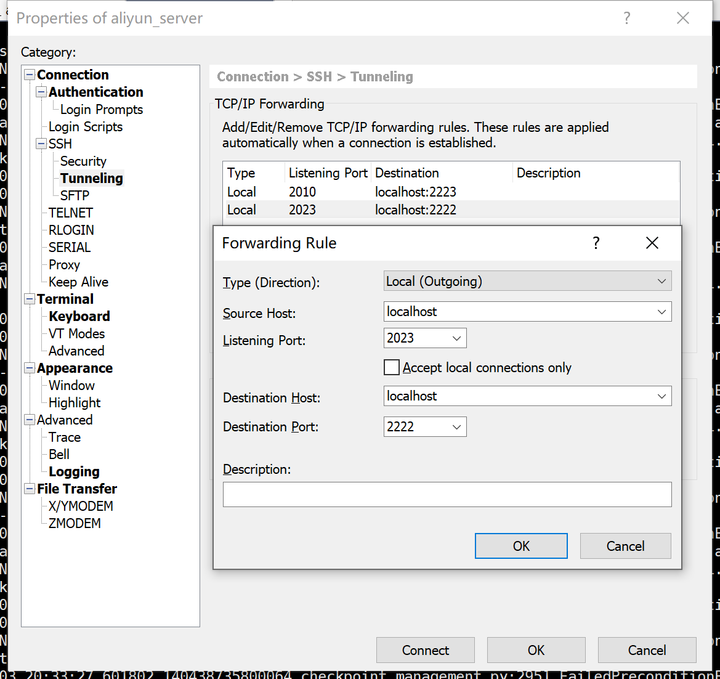 Properties of aliyun_server
Category:
Connection
Authentication
Login Prompts
Login Scripts
SSH
Security
Tunneling
SFTP
TELNET
RLOGIN
SERIAL
Proxy
Keep Alive
Terminal
Keyboard
VT Modes
Advanced
Appearance
Window
Highlight
Advanced
Trace
Bell
Logging
File Transfer
X/YMODEM
ZMODEM
Connection > SSH > Tunneling
TCP/IP Forwarding
Add/Edit/Remove TCP/IP forwarding rules. These rules are applied
automatically when a connection is established.
Type Listening Port Destination Description
Local 2010 localhost:2223
Local 2023 localhost:2222
Forwarding Rule
Type (Direction): Local (Outgoing)
Source Host: localhost
Listening Port: 2023
Accept local connections only
Destination Host: localhost
Destination Port: 2222
Description:
OK Cancel
Connect OK Cancel
03 20:33:27.601802 140438735800064 checkpoint_management.py:295]